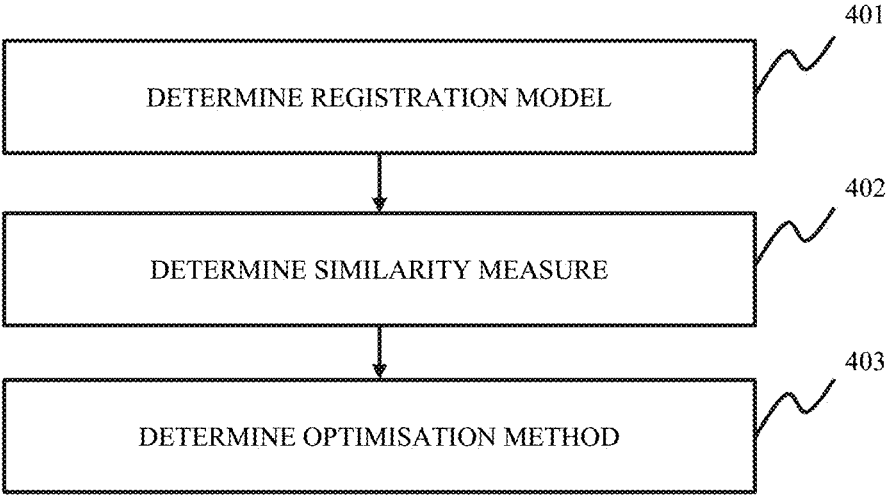 401
DETERMINE REGISTRATION MODEL
402
DETERMINE SIMILARITY MEASURE
403
DETERMINE OPTIMISATION METHOD